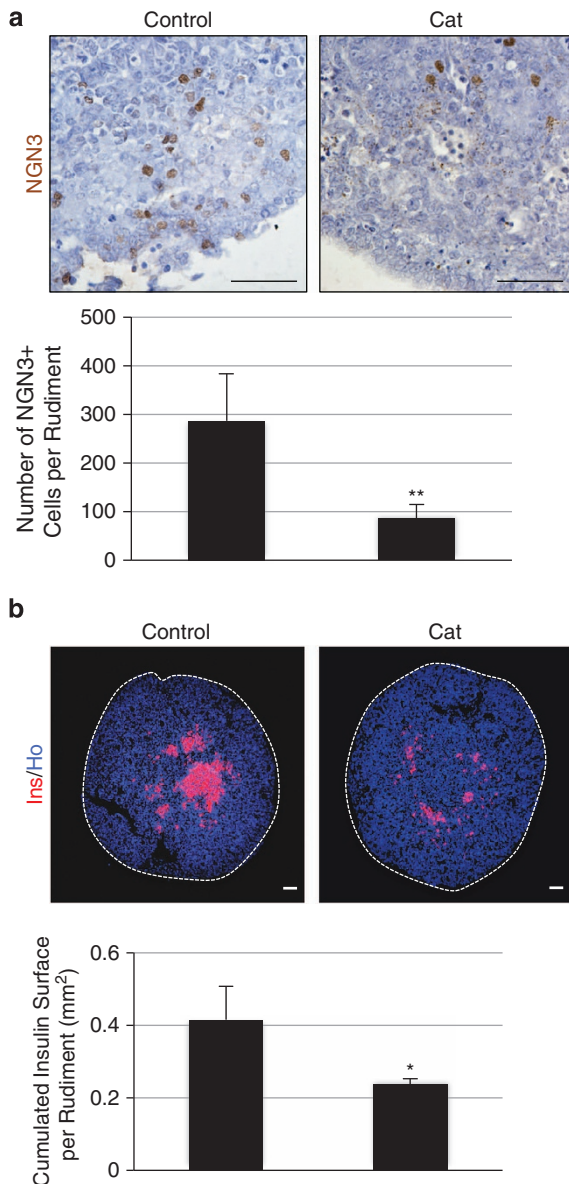 a
Control Cat
NGN3
500
400
300
200
100
0
Number of NGN3+
Cells per Rudiment
**
b
Control Cat
Ins/Ho
0.6
0.4
0.2
0
Cumulated Insulin Surface
per Rudiment (mm²)
*